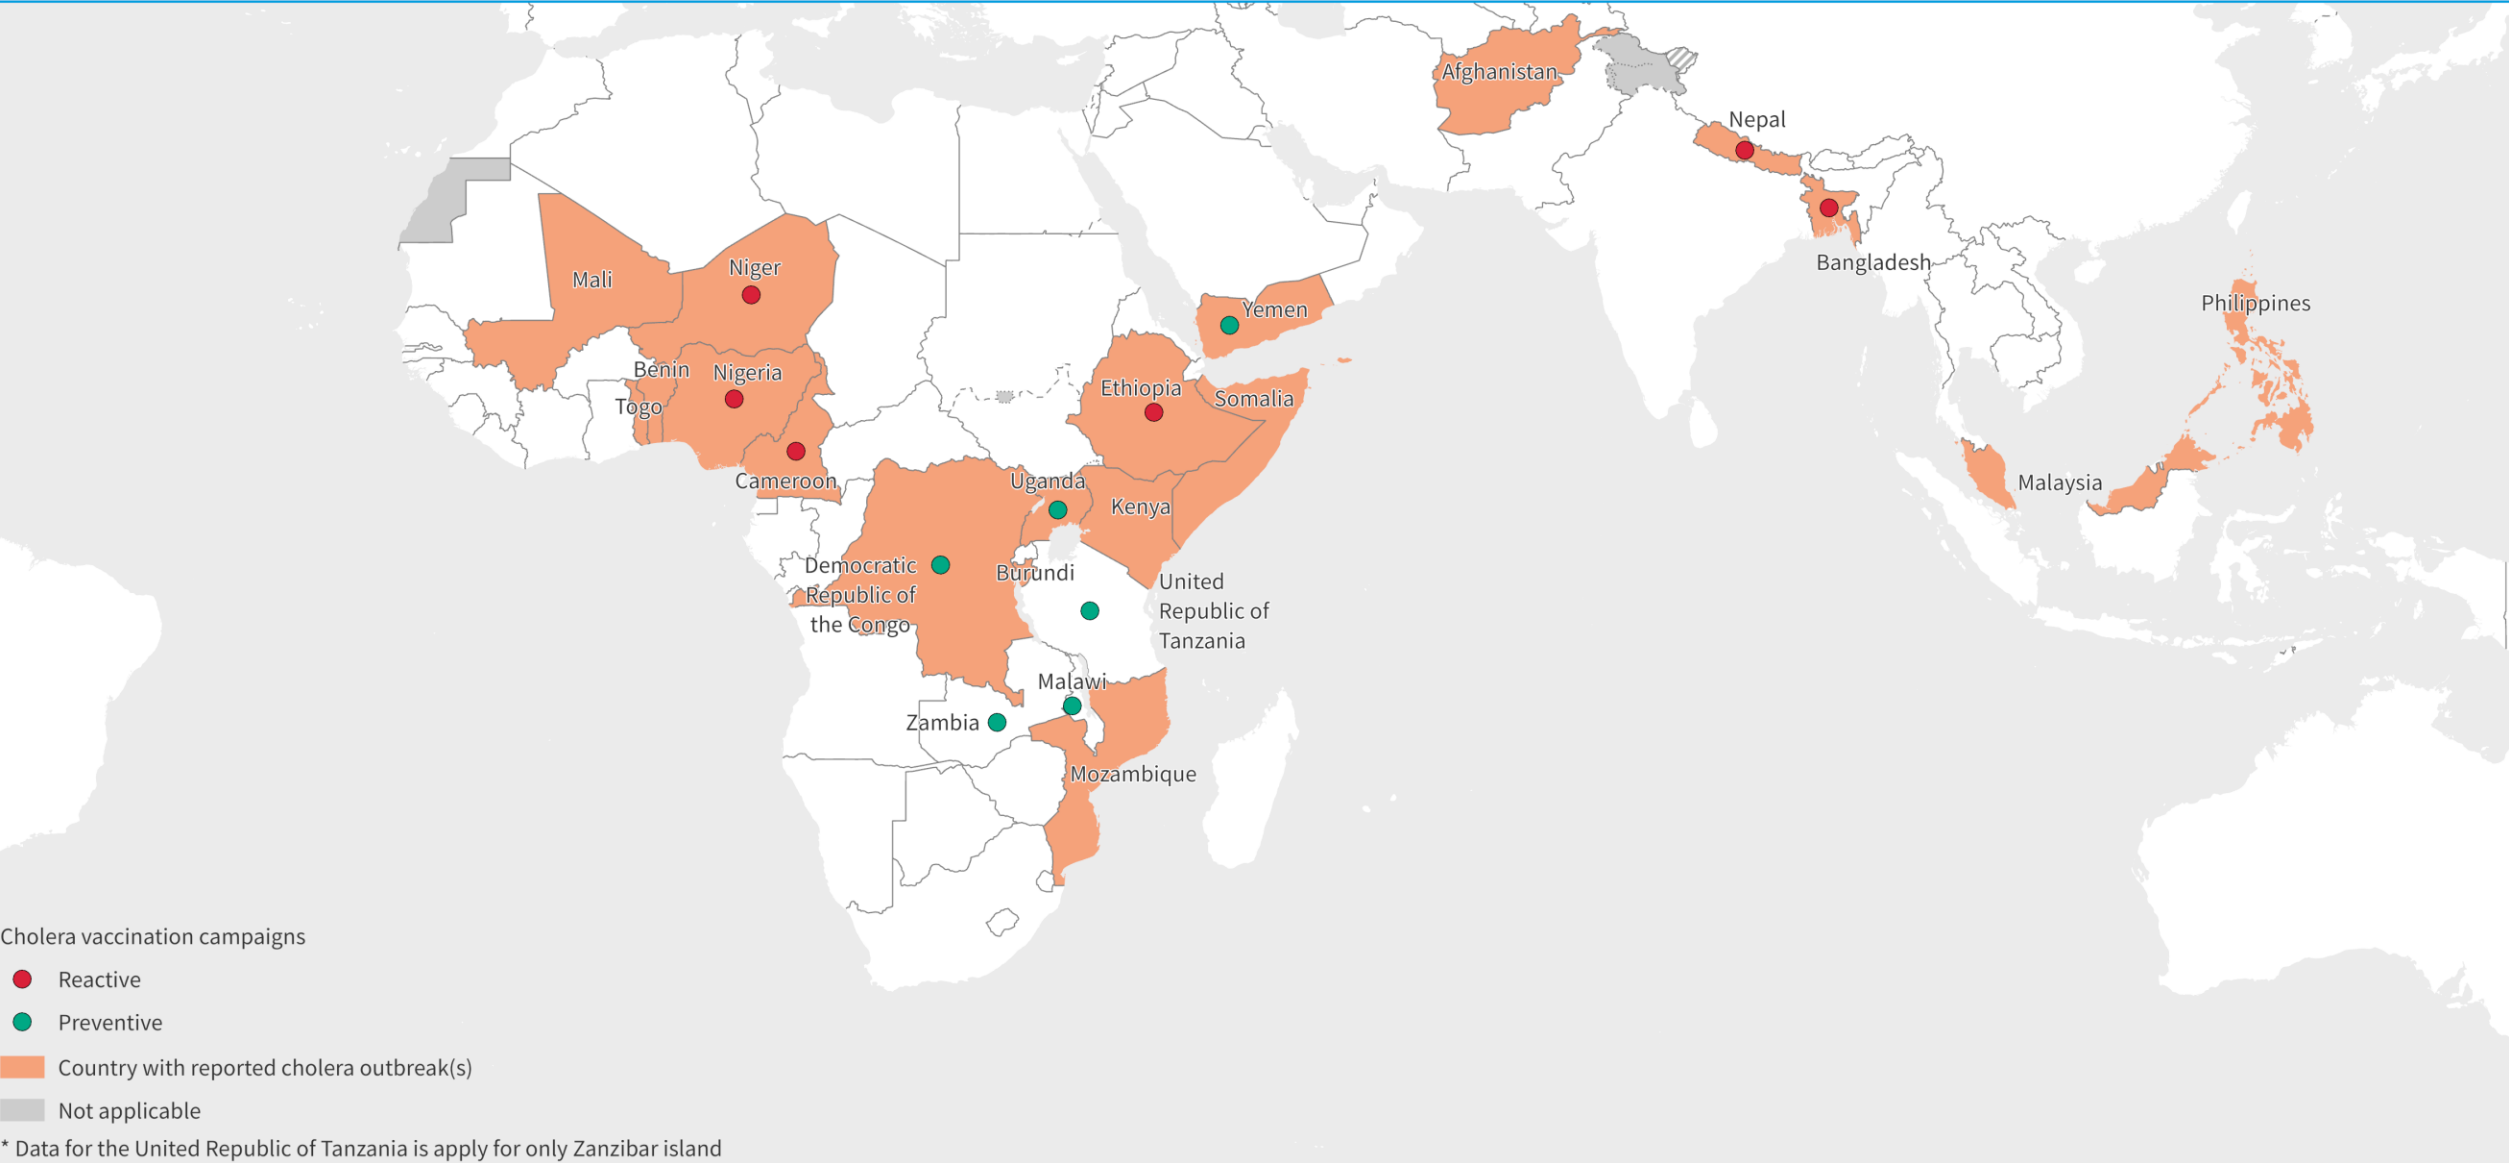 Afghanistan
Nepal
Bangladesh
Philippines
Mali
Niger
Yemen
Benin
Nigeria
Togo
Ethiopia
Somalia
Cameroon
Uganda
Kenya
Malaysia
Democratic
Republic of
the Congo
Burundi
United
Republic of
Tanzania
Malawi
Zambia
Mozambique
Cholera vaccination campaigns
Reactive
Preventive
Country with reported cholera outbreak(s)
Not applicable
* Data for the United Republic of Tanzania is apply for only Zanzibar island